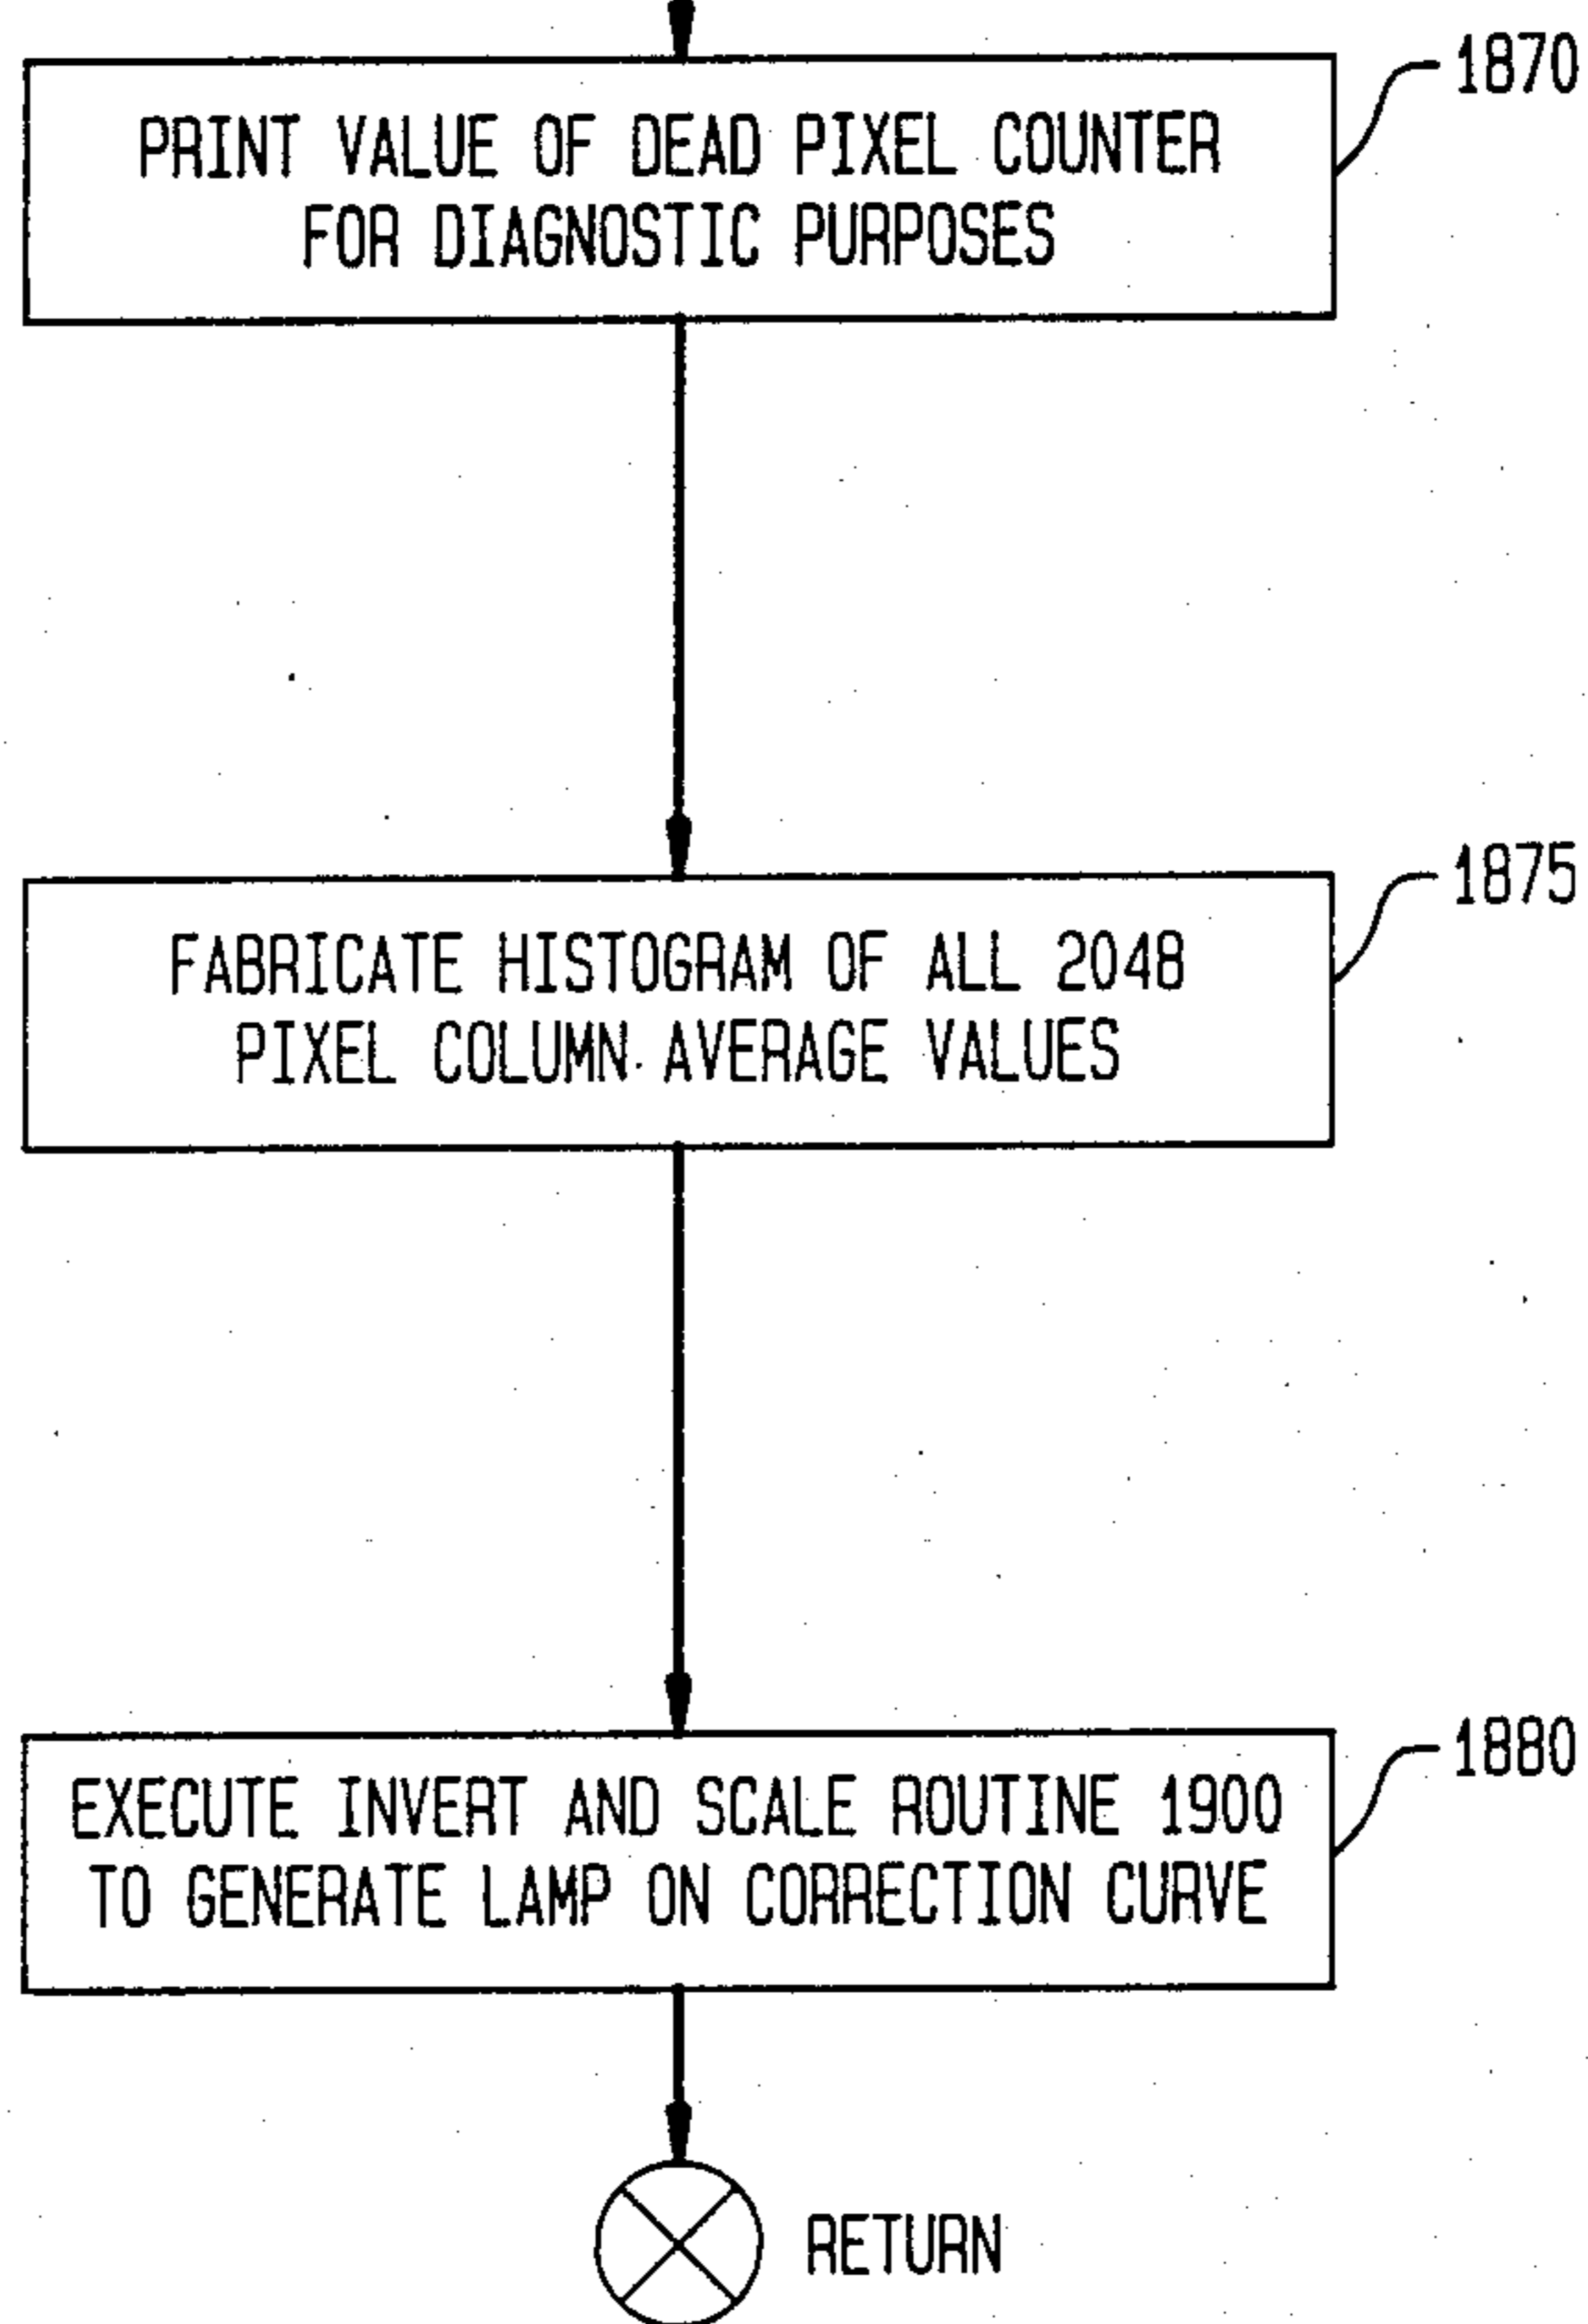 1870
PRINT VALUE OF DEAD PIXEL COUNTER
FOR DIAGNOSTIC PURPOSES
1875
FABRICATE HISTOGRAM OF ALL 2048
PIXEL COLUMN AVERAGE VALUES
1880
EXECUTE INVERT AND SCALE ROUTINE 1900
TO GENERATE LAMP ON CORRECTION CURVE
RETURN